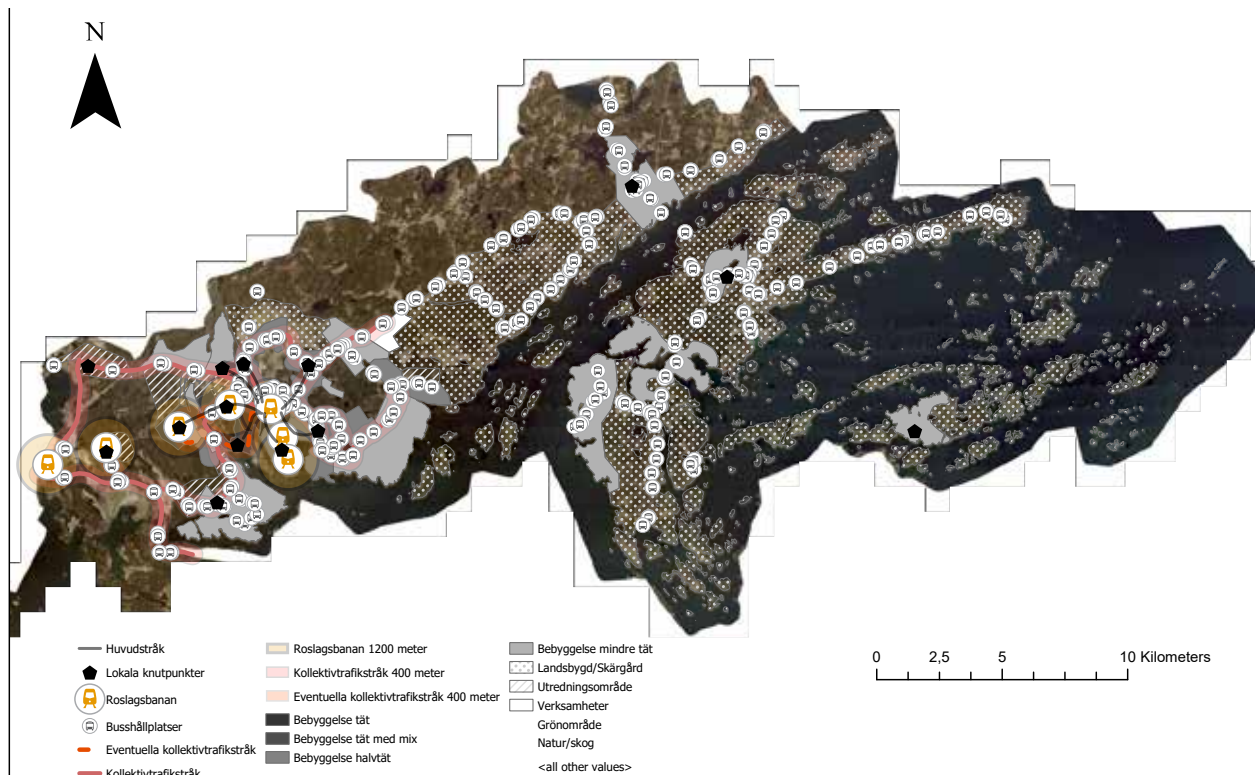 N
0 2,5 5 10 Kilometers
Huvudstråk
Lokala knutpunkter
Roslagsbanan
Busshållplatser
Eventuella kollektivtrafikstråk
Kollektivtrafikstråk
Roslagsbanan 1200 meter
Kollektivtrafikstråk 400 meter
Eventuella kollektivtrafikstråk 400 meter
Bebyggelse tät
Bebyggelse tät med mix
Bebyggelse halvtät
Bebyggelse mindre tät
Landsbygd/Skärgård
Utredningsområde
Verksamheter
Grönområde
Natur/skog
<all other values>